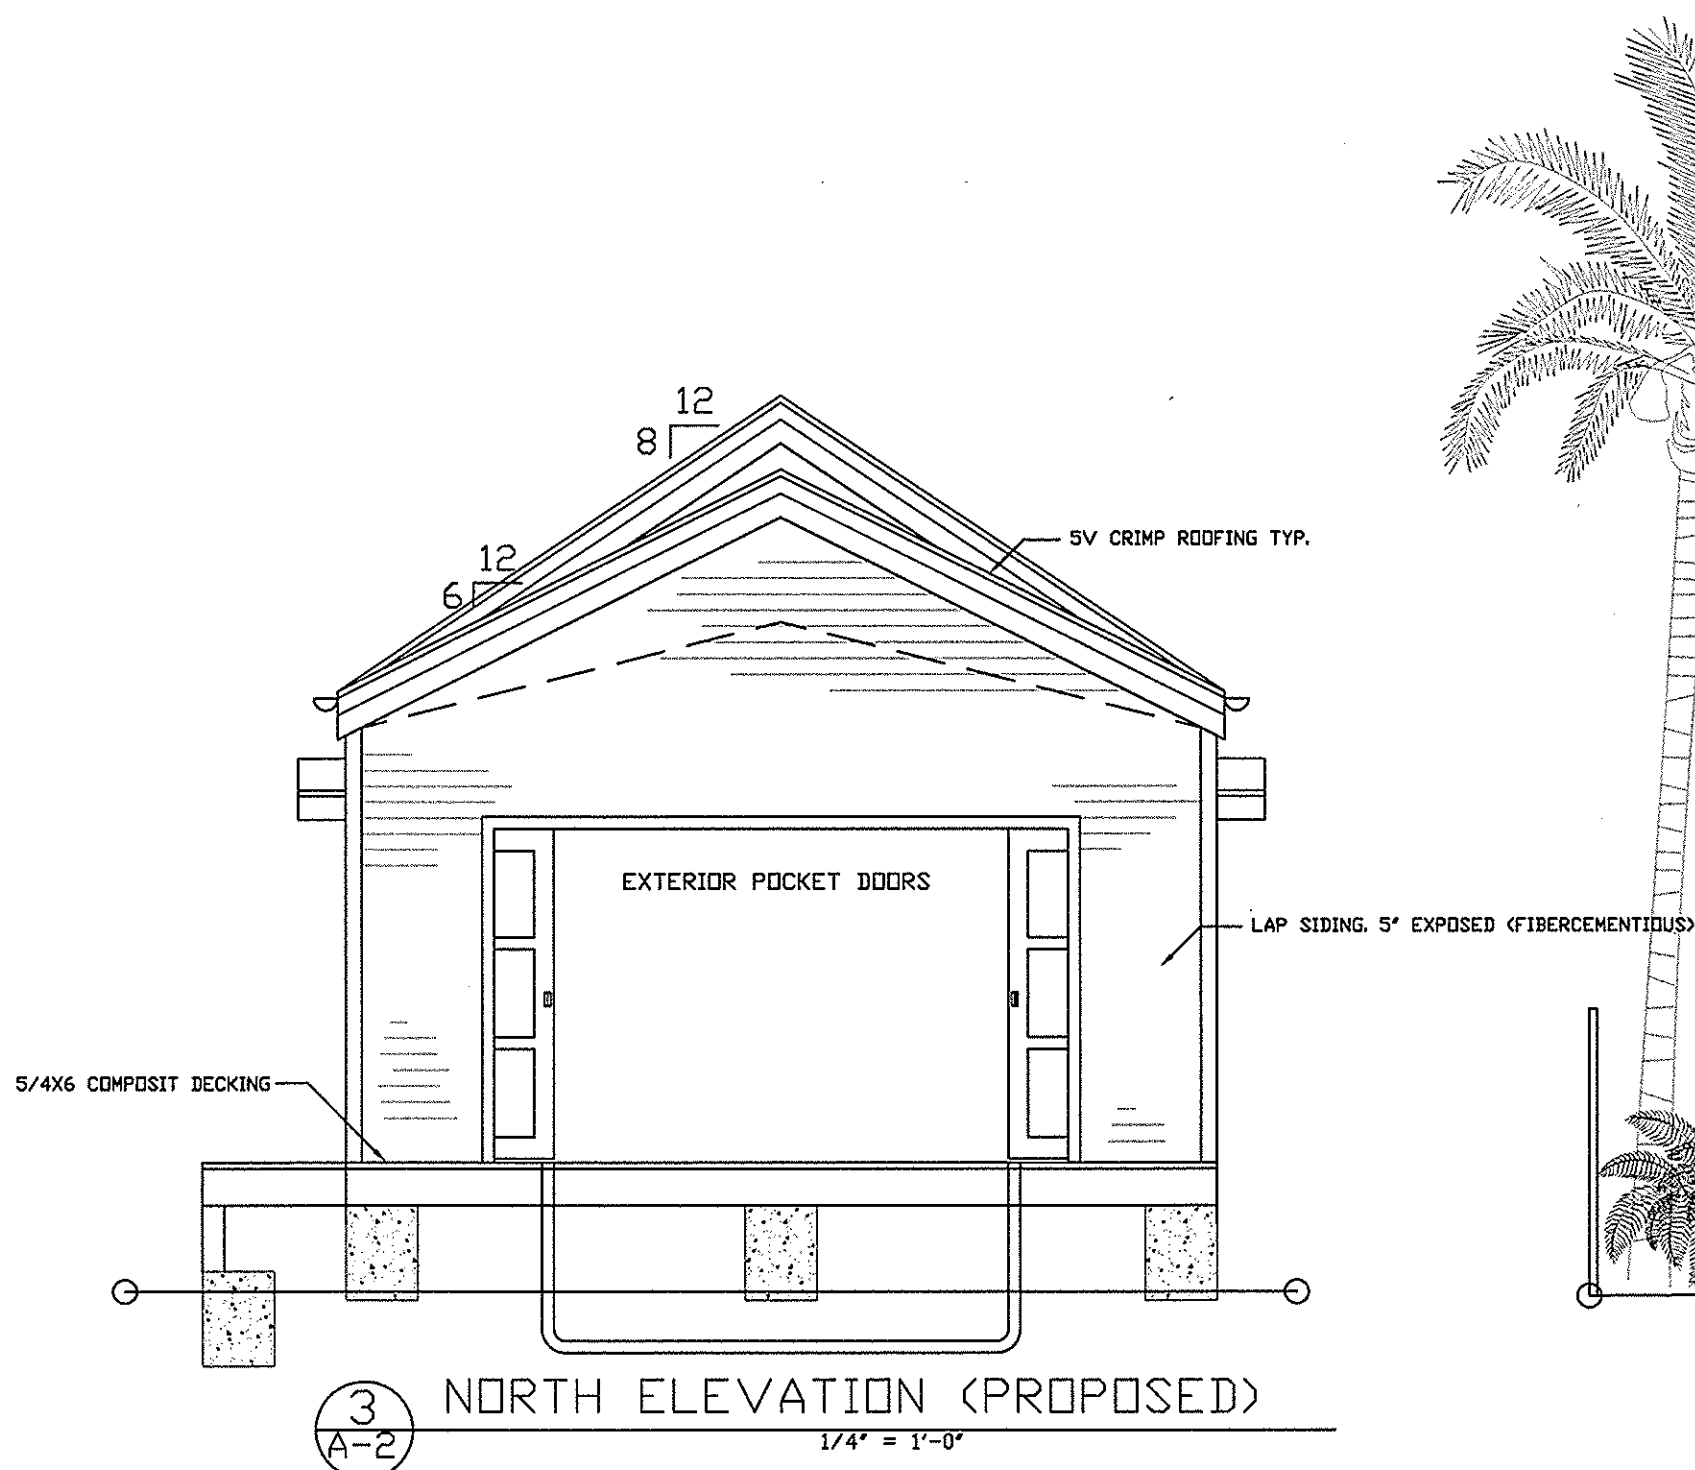 12
8
12
6
5V CRIMP ROOFING TYP.
EXTERIOR POCKET DOORS
LAP SIDING. 5" EXPOSED (FIBERCEMENTIOUS)
5/4X6 COMPOSIT DECKING
3
A-2
NORTH ELEVATION (PROPOSED)
1/4" = 1'-0"